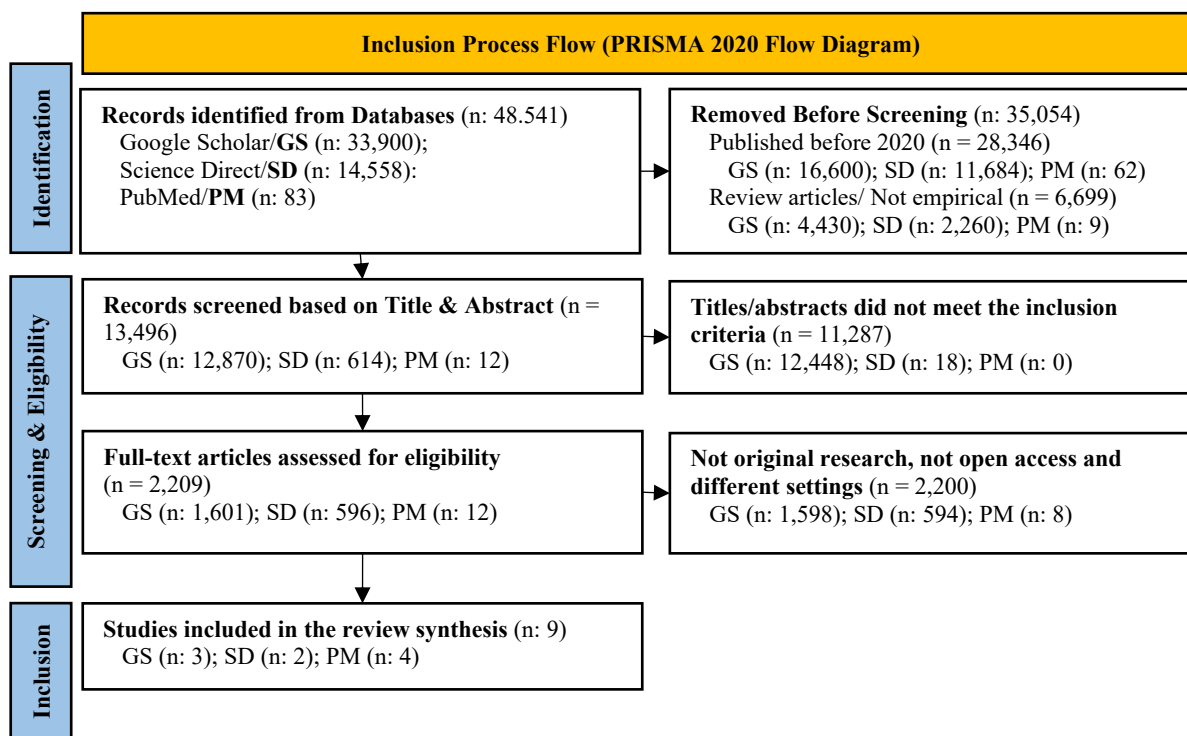 Inclusion Process Flow (PRISMA 2020 Flow Diagram)
Identification
Records identified from Databases (n: 48.541)
Google Scholar/GS (n: 33,900);
Science Direct/SD (n: 14,558):
PubMed/PM (n: 83)
Removed Before Screening (n: 35,054)
Published before 2020 (n = 28,346)
GS (n: 16,600); SD (n: 11,684); PM (n: 62)
Review articles/ Not empirical (n = 6,699)
GS (n: 4,430); SD (n: 2,260); PM (n: 9)
Screening & Eligibility
Records screened based on Title & Abstract (n =
13,496)
GS (n: 12,870); SD (n: 614); PM (n: 12)
Titles/abstracts did not meet the inclusion
criteria (n = 11,287)
GS (n: 12,448); SD (n: 18); PM (n: 0)
Full-text articles assessed for eligibility
(n = 2,209)
GS (n: 1,601); SD (n: 596); PM (n: 12)
Not original research, not open access and
different settings (n = 2,200)
GS (n: 1,598); SD (n: 594); PM (n: 8)
Inclusion
Studies included in the review synthesis (n: 9)
GS (n: 3); SD (n: 2); PM (n: 4)